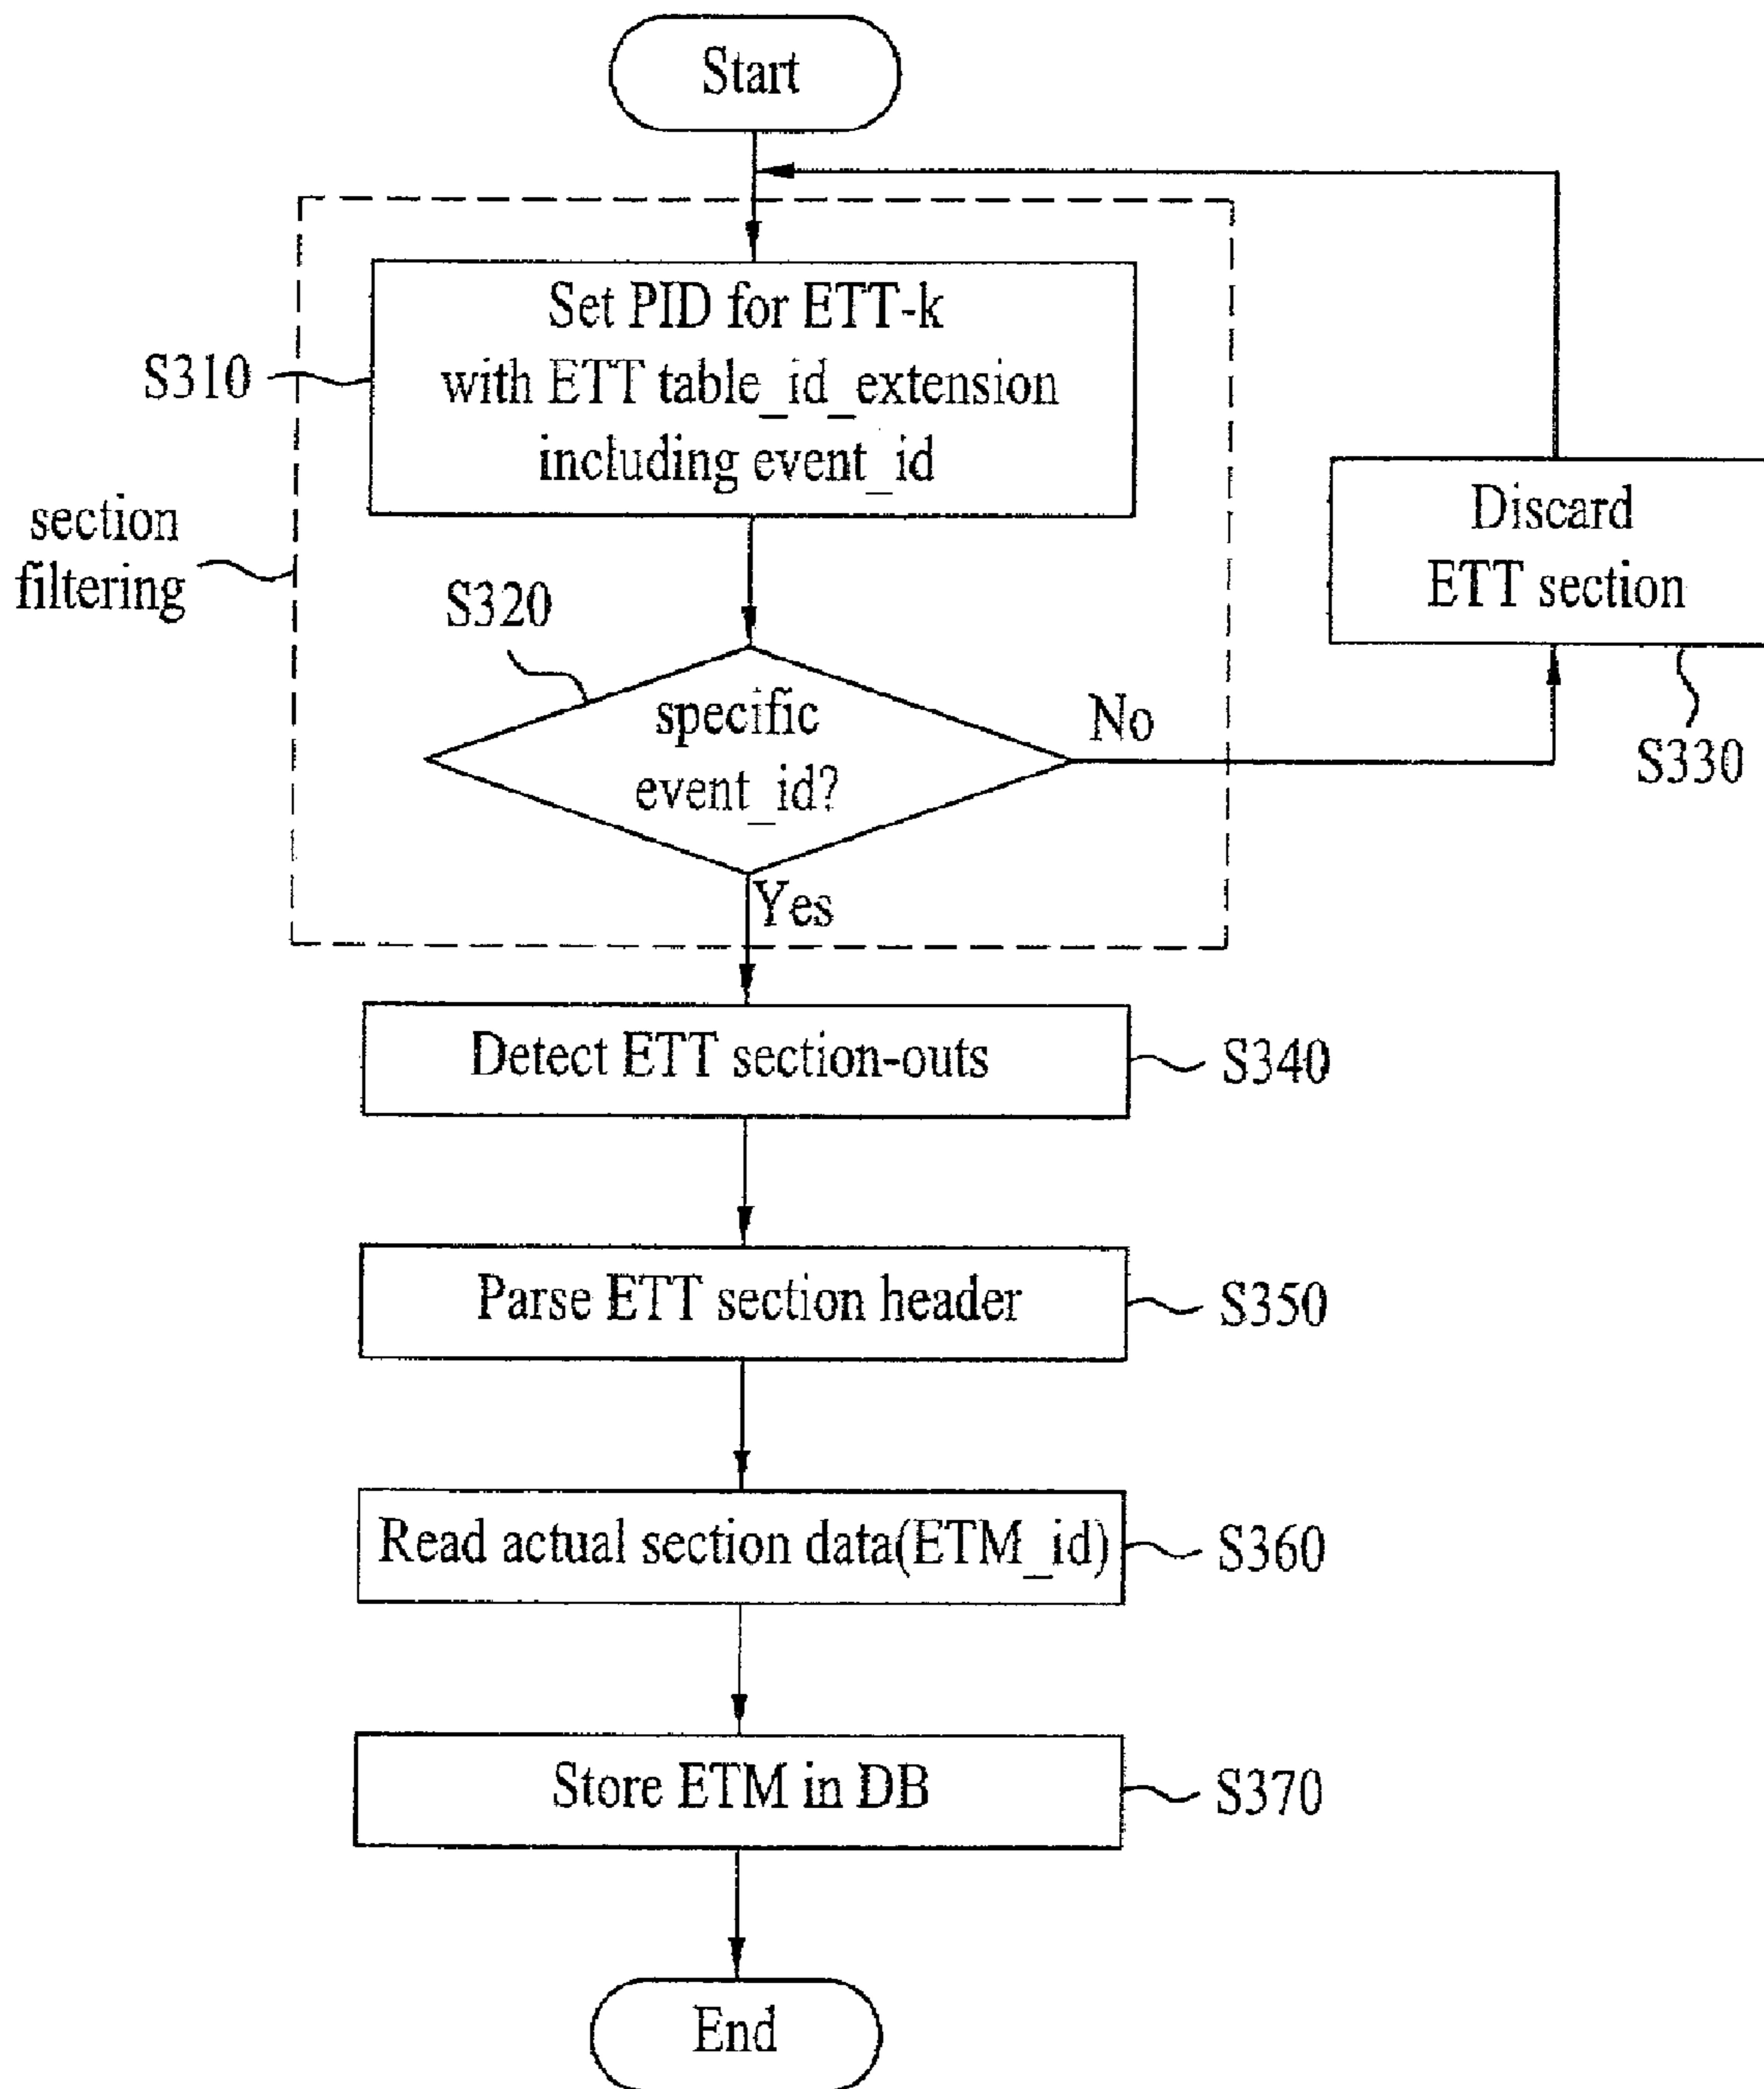 Start
Set PID for ETT-k
with ETT table_id_extension
including event_id
S310
section
filtering
Discard
ETT section
S330
S320
specific
event_id?
No
Yes
Detect ETT section-outs
S340
Parse ETT section header
S350
Read actual section data(ETM_id)
S360
Store ETM in DB
S370
End